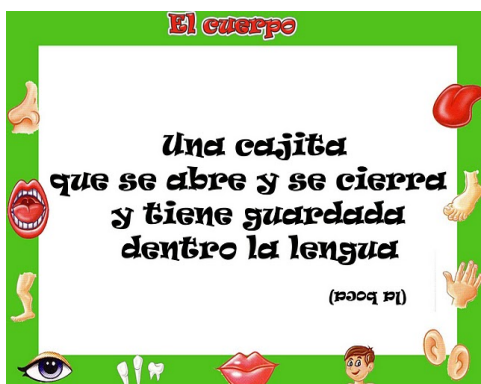 El cuerpo
Una cajita
que se abre y se cierra
y tiene guardada
dentro la lengua
(la boca)